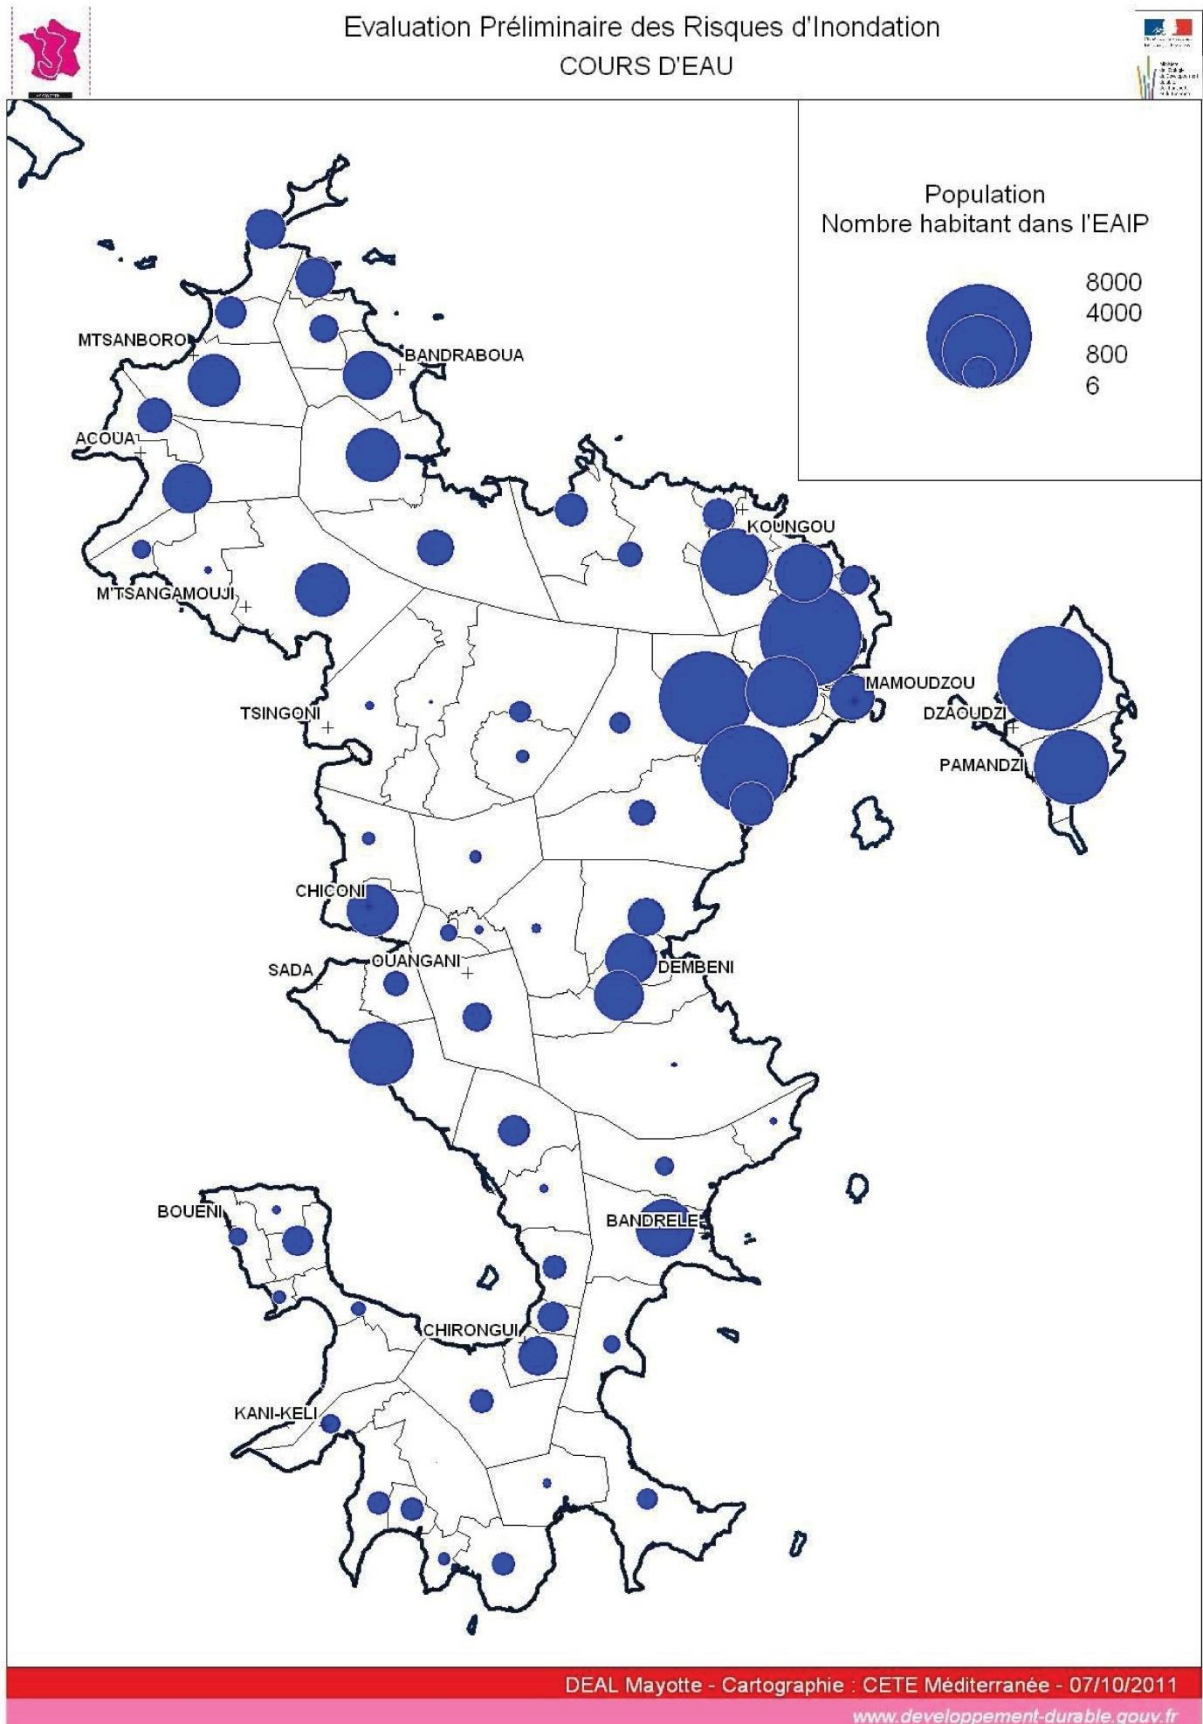 Evaluation Préliminaire des Risques d'Inondation
COURS D'EAU
Population
Nombre habitant dans l'EAIP
8000
4000
800
6
MTSANBORO
BANDRABOUA
ACOUA
KOUNGOU
M'TSANGAMOUJI
TSINGONI
MAMOUDZOU
DZAOUDZI
PAMANDZI
CHICONI
SADA
OUANGANI
DEMBENI
BOUENI
BANDRELE
CHIRONGUI
KANI-KELI
DEAL Mayotte - Cartographie : CETE Méditerranée - 07/10/2011
www.developpement-durable.gouv.fr